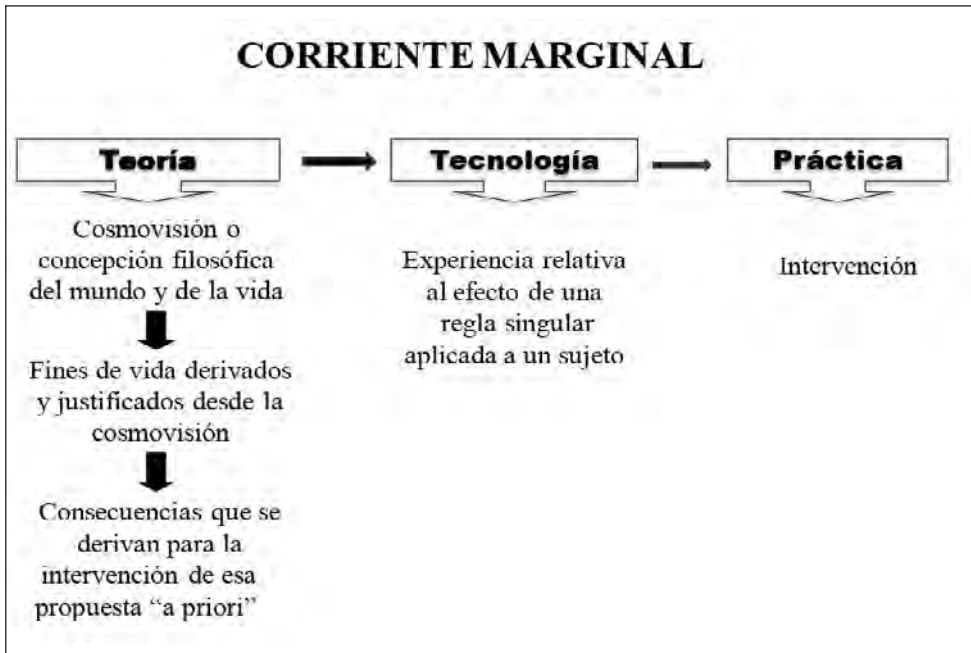 CORRIENTE MARGINAL
Teoría
Tecnología
Práctica
Cosmovisión o
concepción filosófica
del mundo y de la vida
Fines de vida derivados
y justificados desde la
cosmovisión
Consecuencias que se
derivan para la
intervención de esa
propuesta “a priori”
Experiencia relativa
al efecto de una
regla singular
aplicada a un sujeto
Intervención